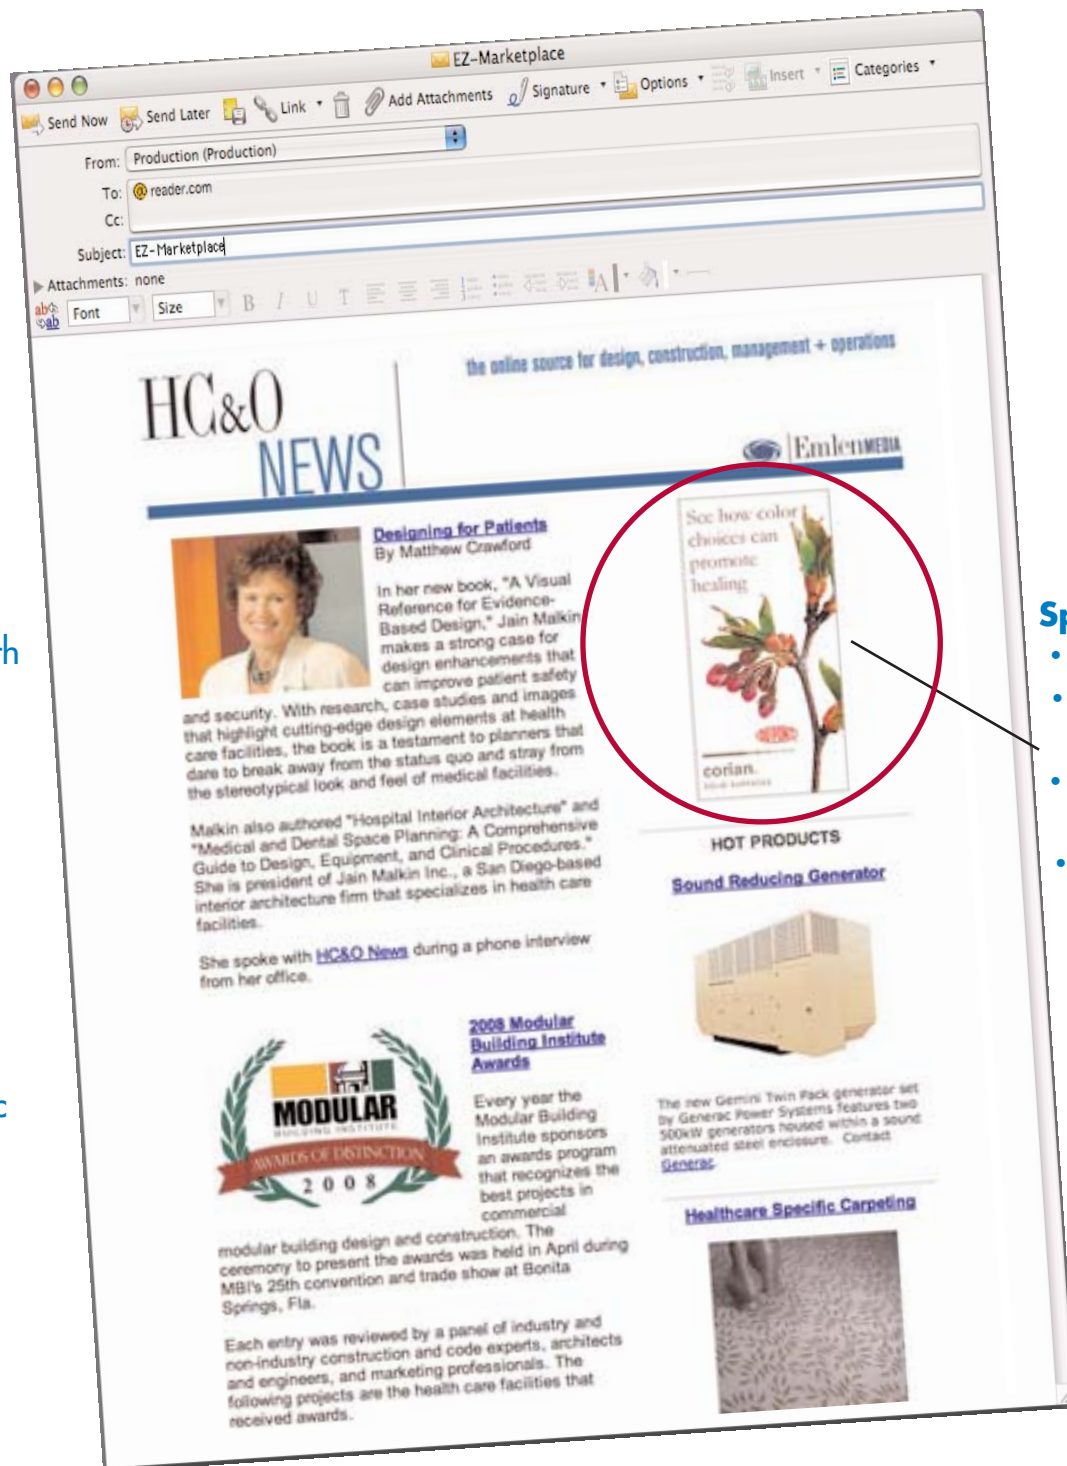 EZ-Marketplace
Send Now Send Later Link Add Attachments Signature Options Insert Categories
From: Production (Production)
To: reader.com
Cc:
Subject: EZ-Marketplace
Attachments: none
Font Size B I U T
the online source for design, construction, management + operations
HC&O
NEWS
EmlenMEDIA
Designing for Patients
By Matthew Crawford
In her new book, "A Visual
Reference for Evidence-
Based Design," Jain Malkin
makes a strong case for
design enhancements that
can improve patient safety
and security. With research, case studies and images
that highlight cutting-edge design elements at health
care facilities, the book is a testament to planners that
dare to break away from the status quo and stray from
the stereotypical look and feel of medical facilities.
Malkin also authored "Hospital Interior Architecture" and
"Medical and Dental Space Planning: A Comprehensive
Guide to Design, Equipment, and Clinical Procedures."
She is president of Jain Malkin Inc., a San Diego-based
interior architecture firm that specializes in health care
facilities.
She spoke with HC&O News during a phone interview
from her office.
MODULAR
BUILDING INSTITUTE
AWARDS OF DISTINCTION
2008
2008 Modular
Building Institute
Awards
Every year the
Modular Building
Institute sponsors
an awards program
that recognizes the
best projects in
commercial
modular building design and construction. The
ceremony to present the awards was held in April during
MBI's 25th convention and trade show at Bonita
Springs, Fla.
Each entry was reviewed by a panel of industry and
non-industry construction and code experts, architects
and engineers, and marketing professionals. The
following projects are the health care facilities that
received awards.
See how color
choices can
promote
healing
corian.
HOT PRODUCTS
Sound Reducing Generator
The new Gemini Twin Pack generator set
by Generac Power Systems features two
500kW generators housed within a sound
attenuated steel enclosure. Contact
Generac.
Healthcare Specific Carpeting